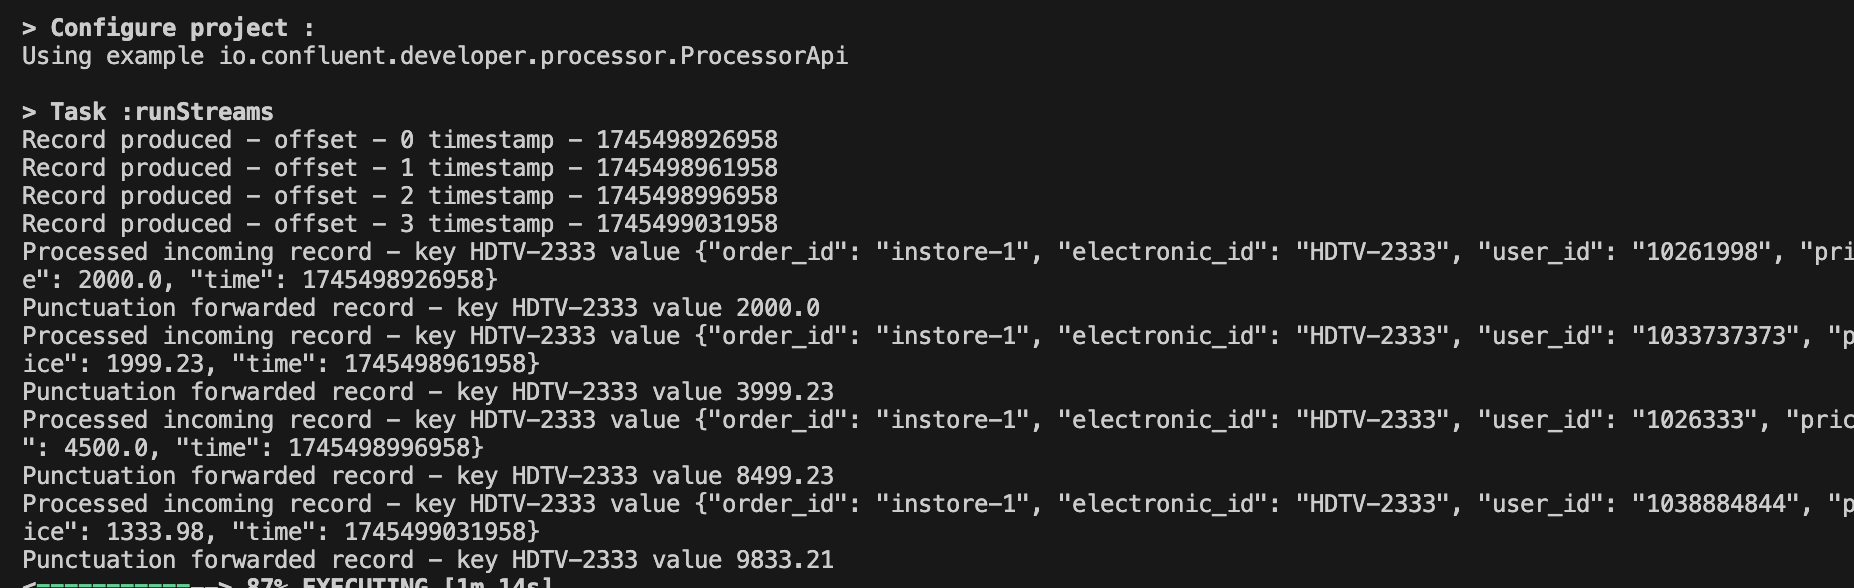 > Configure project :
Using example io.confluent.developer.processor.ProcessorApi
> Task :runStreams
Record produced – offset – 0 timestamp – 1745498926958
Record produced – offset – 1 timestamp – 1745498961958
Record produced – offset – 2 timestamp – 1745498996958
Record produced – offset – 3 timestamp – 1745499031958
Processed incoming record – key HDTV-2333 value {"order_id": "instore-1", "electronic_id": "HDTV-2333", "user_id": "10261998", "pri
e": 2000.0, "time": 1745498926958}
Punctuation forwarded record – key HDTV-2333 value 2000.0
Processed incoming record – key HDTV-2333 value {"order_id": "instore-1", "electronic_id": "HDTV-2333", "user_id": "1033737373", "p
ice": 1999.23, "time": 1745498961958}
Punctuation forwarded record – key HDTV-2333 value 3999.23
Processed incoming record – key HDTV-2333 value {"order_id": "instore-1", "electronic_id": "HDTV-2333", "user_id": "1026333", "pric
": 4500.0, "time": 1745498996958}
Punctuation forwarded record – key HDTV-2333 value 8499.23
Processed incoming record – key HDTV-2333 value {"order_id": "instore-1", "electronic_id": "HDTV-2333", "user_id": "1038884844", "p
ice": 1333.98, "time": 1745499031958}
Punctuation forwarded record – key HDTV-2333 value 9833.21
<===========--> 87% EXECUTING [1m 14s]